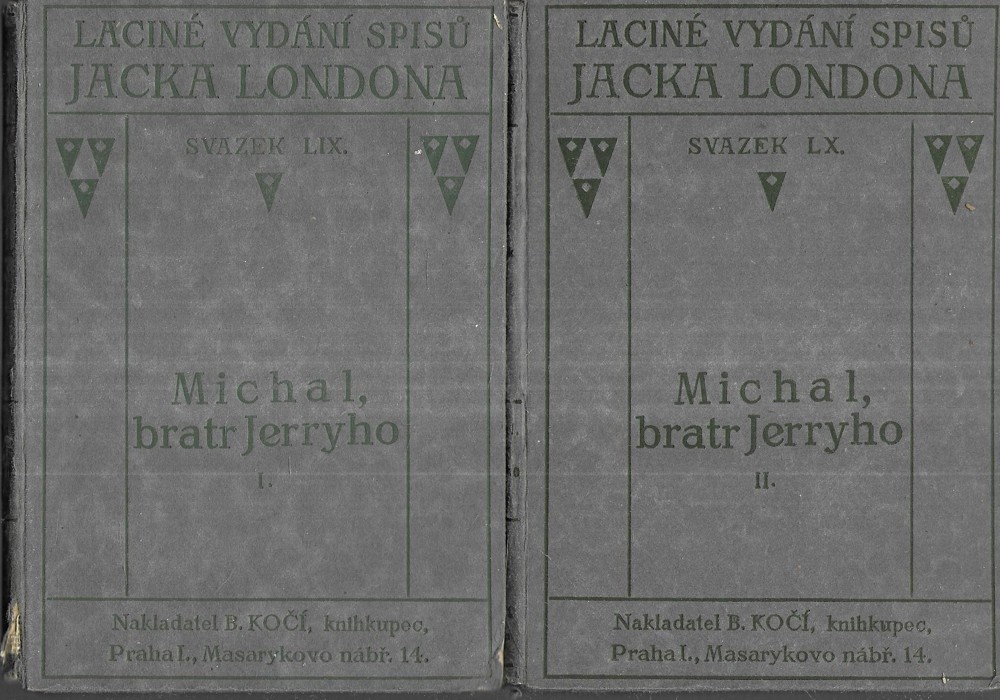 LACINÉ VYDÁNÍ SPISŮ
JACKA LONDONA
SVAZEK LIX.
Michal,
bratr Jerryho
I.
Nakladatel B. KOČÍ, knihkupec,
Praha I., Masarykovo nábř. 14.
LACINÉ VYDÁNÍ SPISŮ
JACKA LONDONA
SVAZEK LX.
Michal,
bratr Jerryho
II.
Nakladatel B. KOČÍ, knihkupec,
Praha I., Masarykovo nábř. 14.